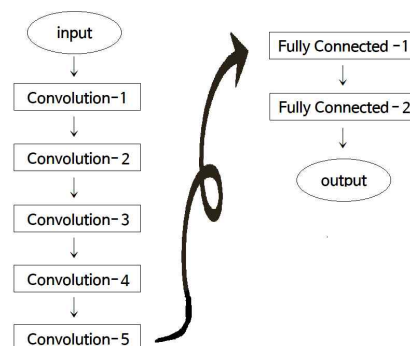 input
Convolution-1
Convolution-2
Convolution-3
Convolution-4
Convolution-5
Fully Connected -1
Fully Connected - 2
output